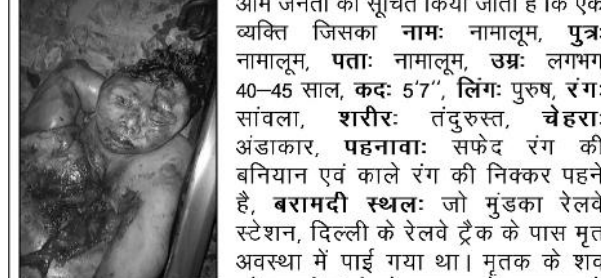 आम जनता को सूचित किया जाता है कि एक
व्यक्ति जिसका नामः नामालूम, पुत्रः
नामालूम, पताः नामालूम, उम्रः लगभग
40–45 साल, कदः 5'7'', लिंगः पुरुष, रंगः
सांवला, शरीरः तंदुरुस्त, चेहराः
अंडाकार, पहनावाः सफेद रंग की
बनियान एवं काले रंग की निक्कर पहने
है, बरामदी स्थलः जो मुंडका रेलवे
स्टेशन, दिल्ली के रेलवे ट्रैक के पास मृत
अवस्था में पाई गया था। मृतक के शव